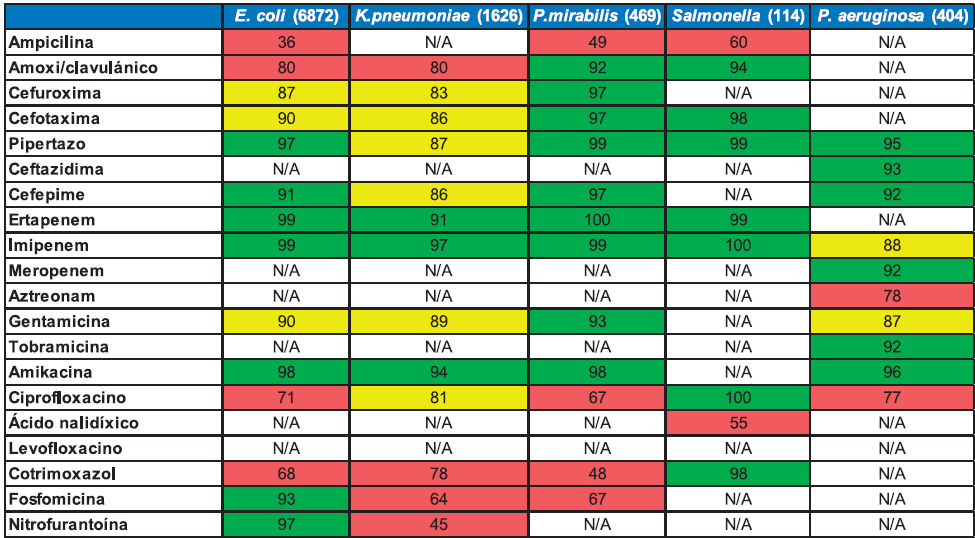 E. coli (6872) K.pneumoniae (1626) P.mirabilis (469) Salmonella (114) P. aeruginosa (404)
Ampicilina 36 N/A 49 60 N/A
Amoxi/clavulánico 80 80 92 94 N/A
Cefuroxima 87 83 97 N/A N/A
Cefotaxima 90 86 97 98 N/A
Pipertazo 97 87 99 99 95
Ceftazidima N/A N/A N/A N/A 93
Cefepime 91 86 97 N/A 92
Ertapenem 99 91 100 99 N/A
Imipenem 99 97 99 100 88
Meropenem N/A N/A N/A N/A 92
Aztreonam N/A N/A N/A N/A 78
Gentamicina 90 89 93 N/A 87
Tobramicina N/A N/A N/A N/A 92
Amikacina 98 94 98 N/A 96
Ciprofloxacino 71 81 67 100 77
Ácido nalidíxico N/A N/A N/A 55 N/A
Levofloxacino N/A N/A N/A N/A N/A
Cotrimoxazol 68 78 48 98 N/A
Fosfomicina 93 64 67 N/A N/A
Nitrofurantoína 97 45 N/A N/A N/A